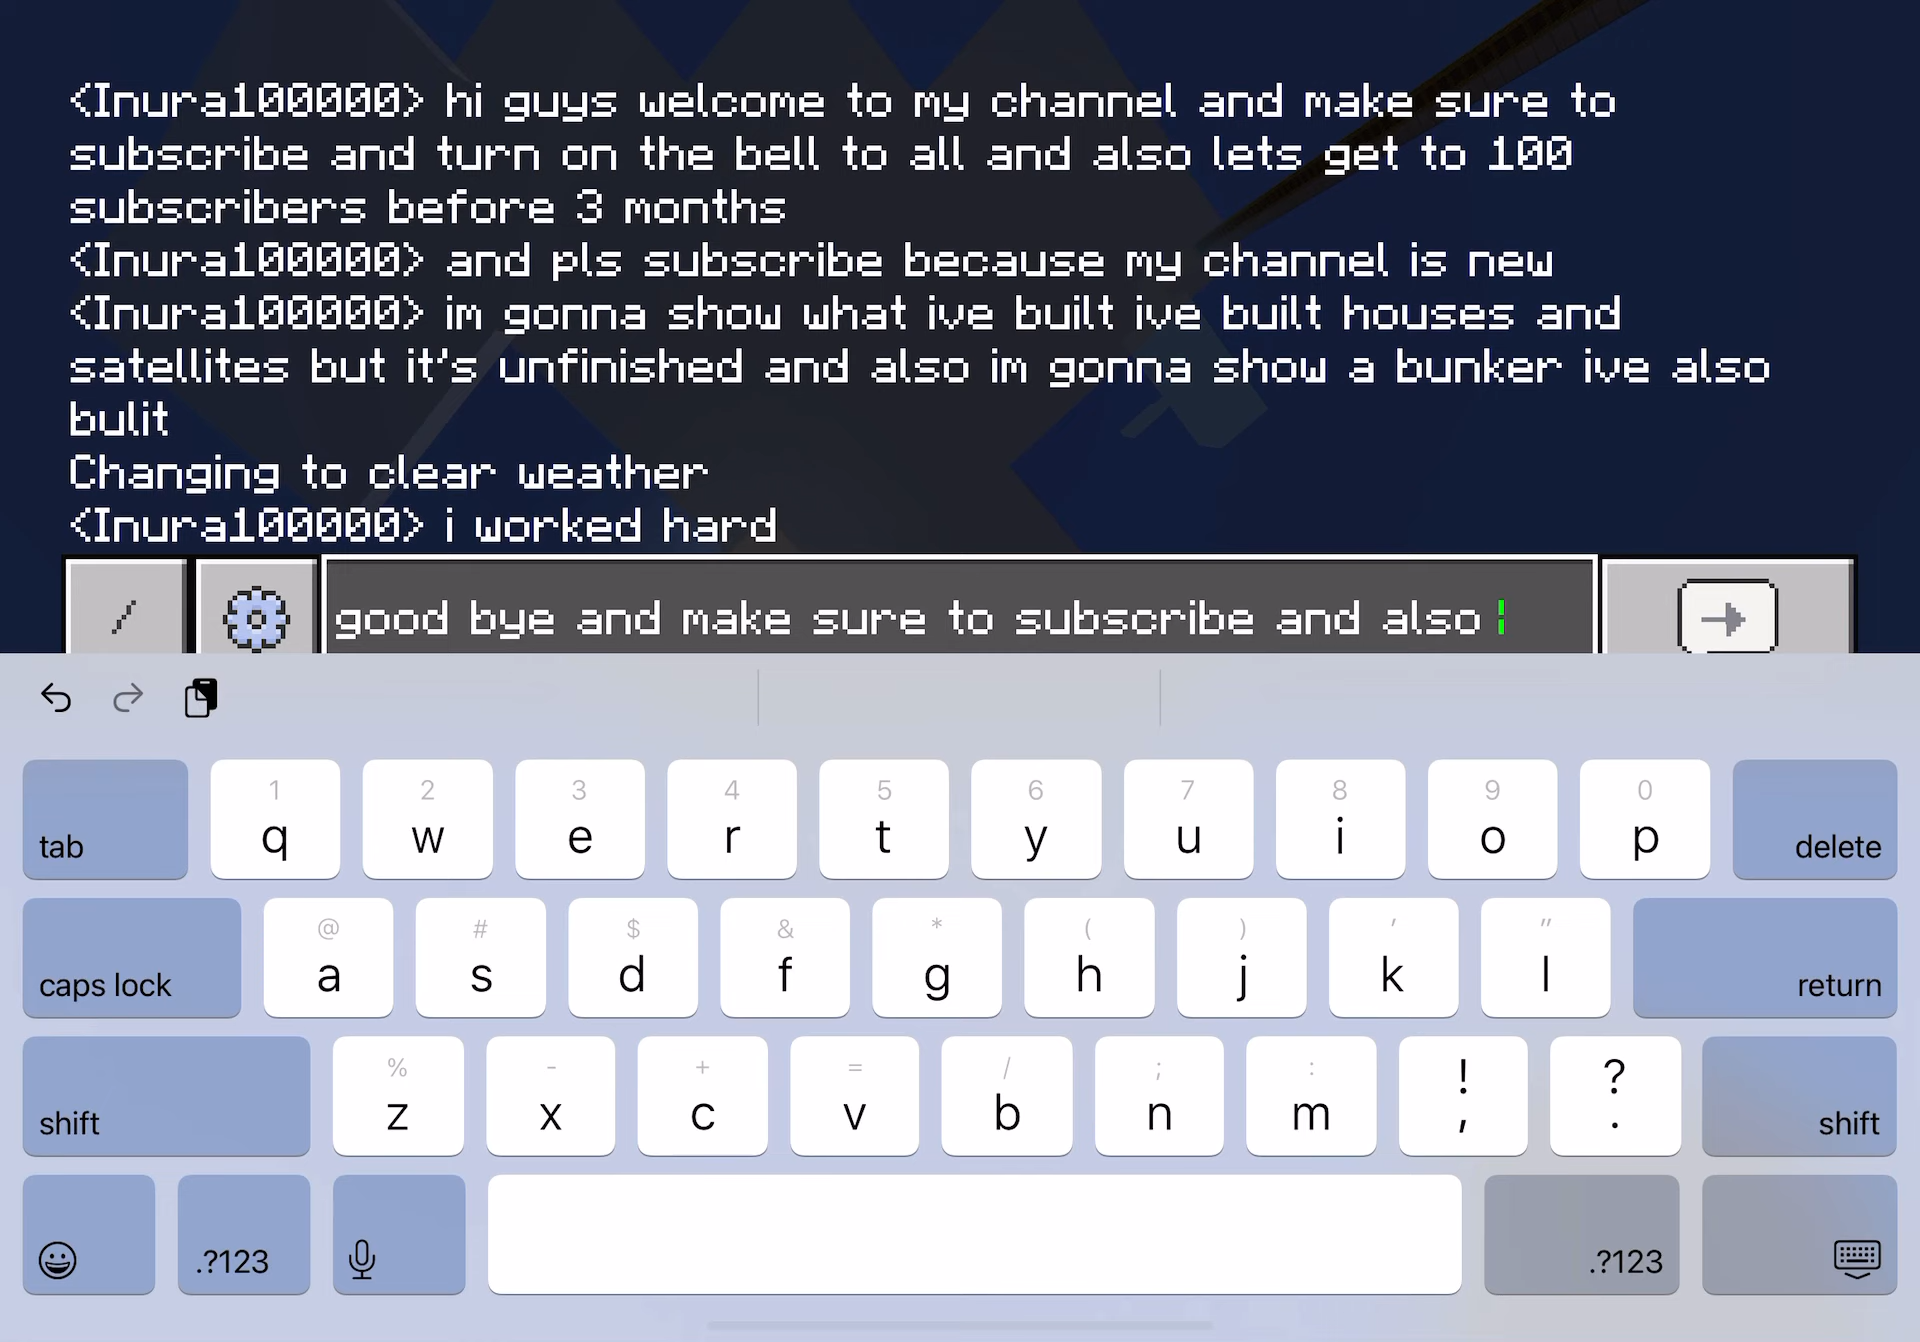 <Inura100000> hi guys welcome to my channel and make sure to
subscribe and turn on the bell to all and also lets get to 100
subscribers before 3 months
<Inura100000> and pls subscribe because my channel is new
<Inura100000> im gonna show what ive built ive built houses and
satellites but it's unfinished and also im gonna show a bunker ive also
bulit
Changing to clear weather
<Inura100000> i worked hard
/ good bye and make sure to subscribe and also
1 2 3 4 5 6 7 8 9 0
tab q w e r t y u i o p delete
@ # $ & * ( ) ' "
caps lock a s d f g h j k l return
% - + = / ; : ! ?
shift z x c v b n m , . shift
.?123 .?123